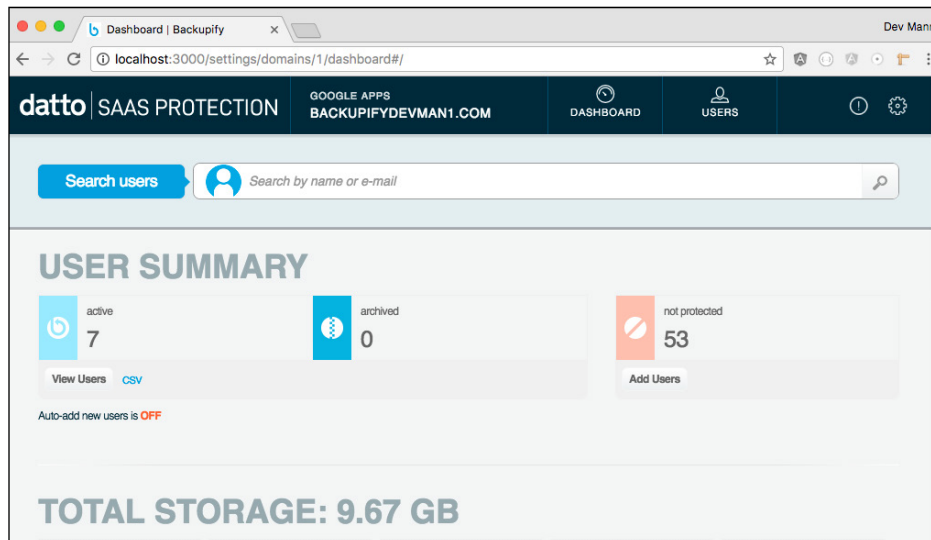 Dashboard | Backupify
Dev Mann
localhost:3000/settings/domains/1/dashboard#/
datto SAAS PROTECTION
GOOGLE APPS
BACKUPIFYDEVMAN1.COM
DASHBOARD
USERS
Search users
Search by name or e-mail
USER SUMMARY
active
7
archived
0
not protected
53
View Users CSV
Add Users
Auto-add new users is OFF
TOTAL STORAGE: 9.67 GB